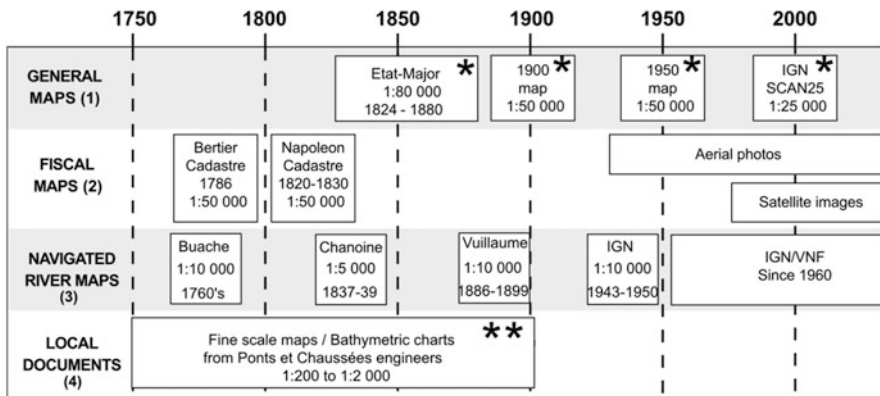 1750 1800 1850 1900 1950 2000
GENERAL
MAPS (1)
Etat-Major *
1:80 000
1824 - 1880
1900 *
map
1:50 000
1950 *
map
1:50 000
IGN *
SCAN25
1:25 000
FISCAL
MAPS (2)
Bertier
Cadastre
1786
1:50 000
Napoleon
Cadastre
1820-1830
1:50 000
Aerial photos
Satellite images
NAVIGATED
RIVER MAPS
(3)
Buache
1:10 000
1760's
Chanoine
1:5 000
1837-39
Vuillaume
1:10 000
1886-1899
IGN
1:10 000
1943-1950
IGN/VNF
Since 1960
LOCAL
DOCUMENTS
(4)
Fine scale maps / Bathymetric charts **
from Ponts et Chaussées engineers
1:200 to 1:2 000